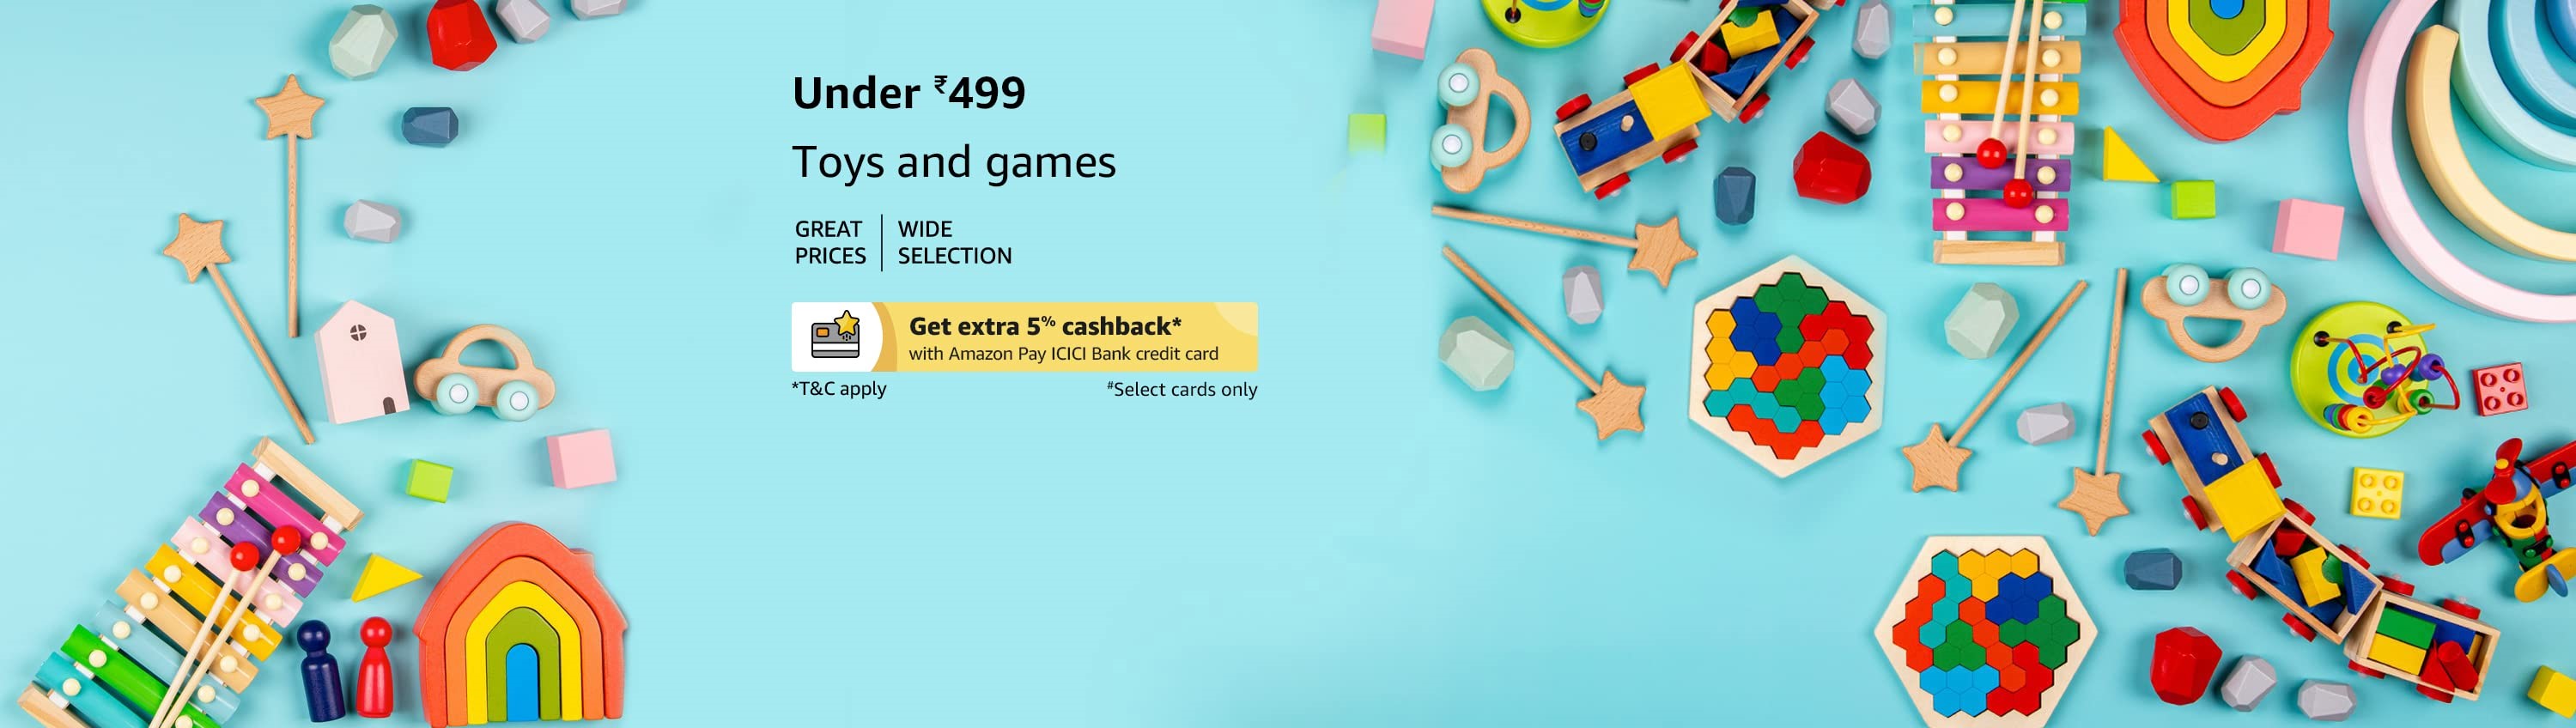 Under ₹499
Toys and games
GREAT PRICES
WIDE SELECTION
Get extra 5% cashback*
with Amazon Pay ICICI Bank credit card
*T&C apply
#Select cards only